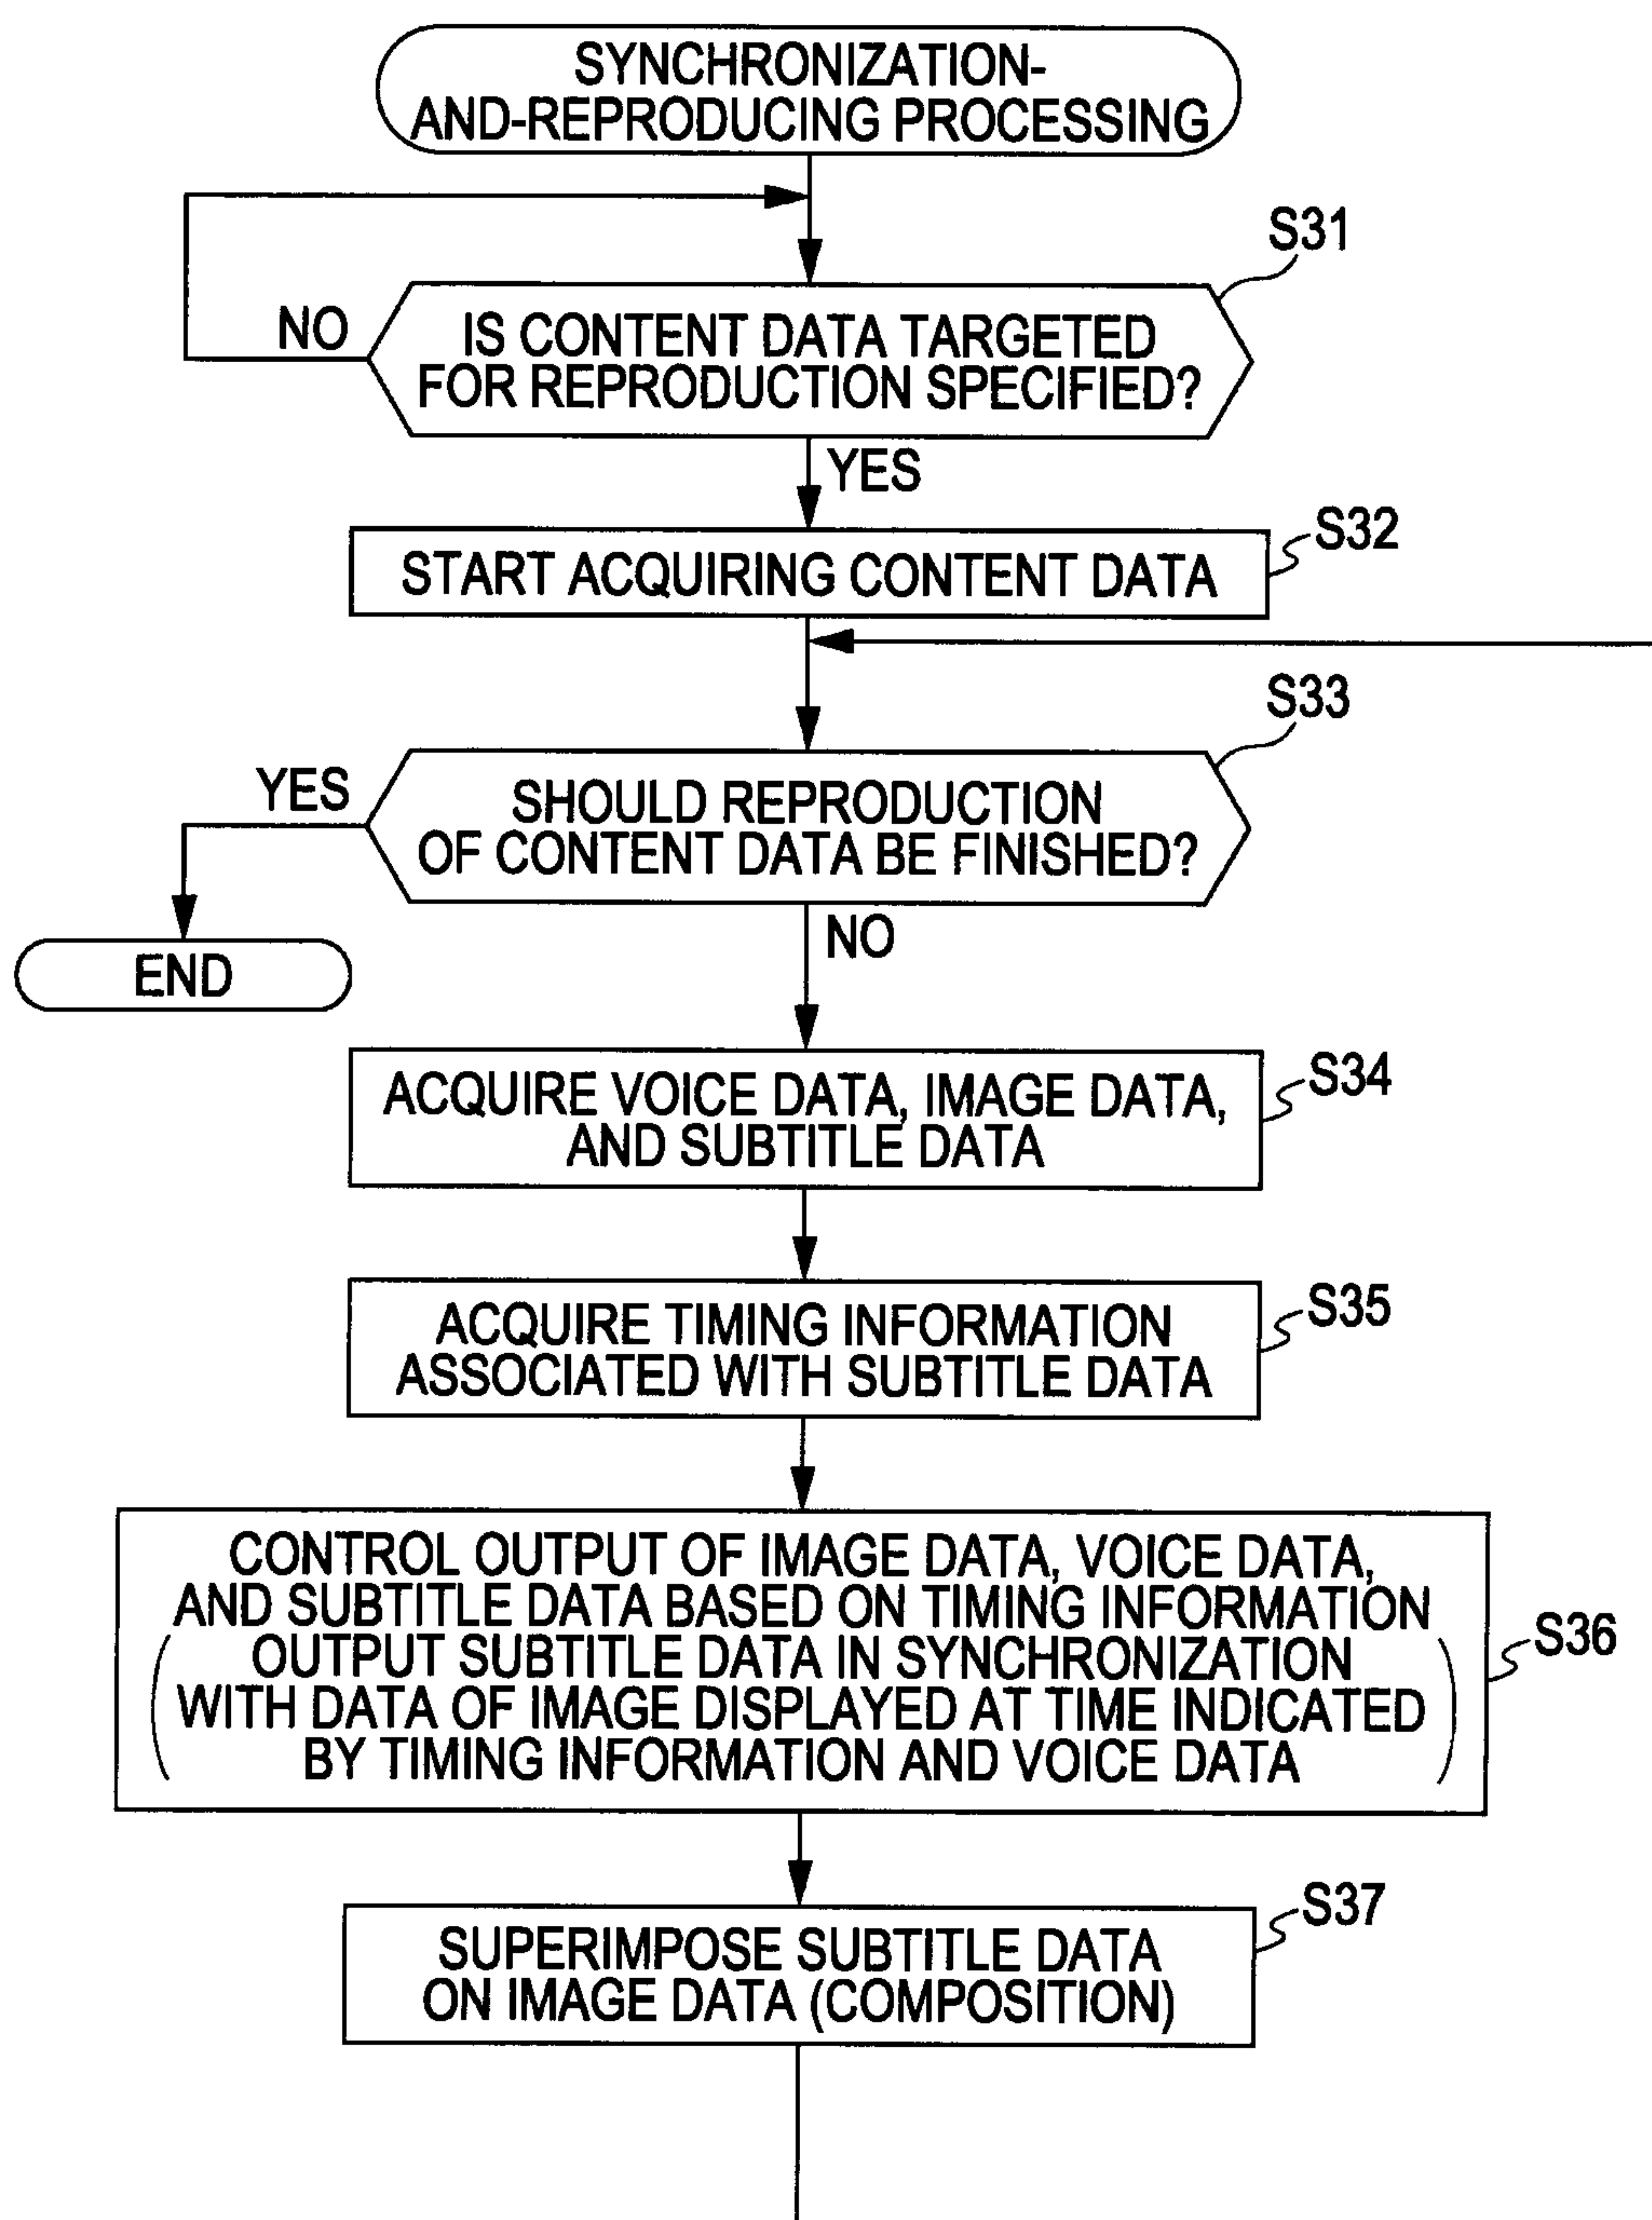 SYNCHRONIZATION-
AND-REPRODUCING PROCESSING
S31
NO
IS CONTENT DATA TARGETED
FOR REPRODUCTION SPECIFIED?
YES
S32
START ACQUIRING CONTENT DATA
S33
YES
SHOULD REPRODUCTION
OF CONTENT DATA BE FINISHED?
NO
END
S34
ACQUIRE VOICE DATA, IMAGE DATA,
AND SUBTITLE DATA
S35
ACQUIRE TIMING INFORMATION
ASSOCIATED WITH SUBTITLE DATA
CONTROL OUTPUT OF IMAGE DATA, VOICE DATA,
AND SUBTITLE DATA BASED ON TIMING INFORMATION
S36
(OUTPUT SUBTITLE DATA IN SYNCHRONIZATION
WITH DATA OF IMAGE DISPLAYED AT TIME INDICATED
BY TIMING INFORMATION AND VOICE DATA)
S37
SUPERIMPOSE SUBTITLE DATA
ON IMAGE DATA (COMPOSITION)